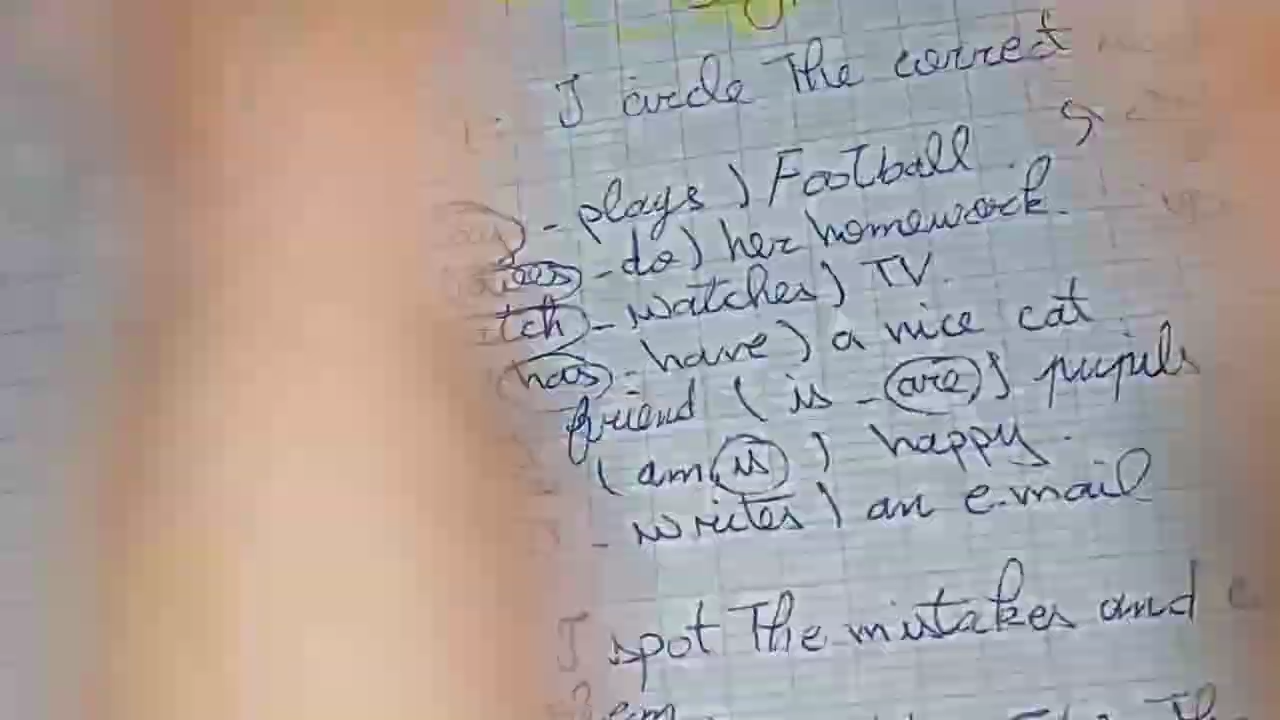 I circle the correct
- plays ) Football.
- do) her homework.
tch - watches) TV.
has - have) a nice cat
friend ( is - are ) pupils
( am, is ) happy.
- writes ) an e-mail
I spot the mistakes and